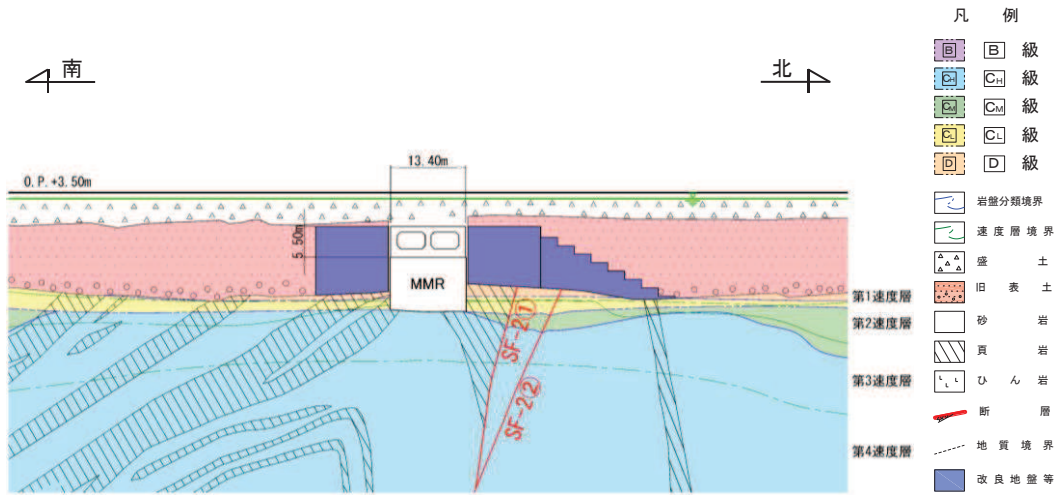 南
北
13.40m
O.P.+3.50m
5.50m
MMR
SF-2①
SF-2②
第1速度層
第2速度層
第3速度層
第4速度層
凡 例
B B 級
CH CH 級
CM CM 級
CL CL 級
D D 級
岩盤分類境界
速度層境界
盛 土
旧表土
砂 岩
頁 岩
ひん岩
断 層
地質境界
改良地盤等